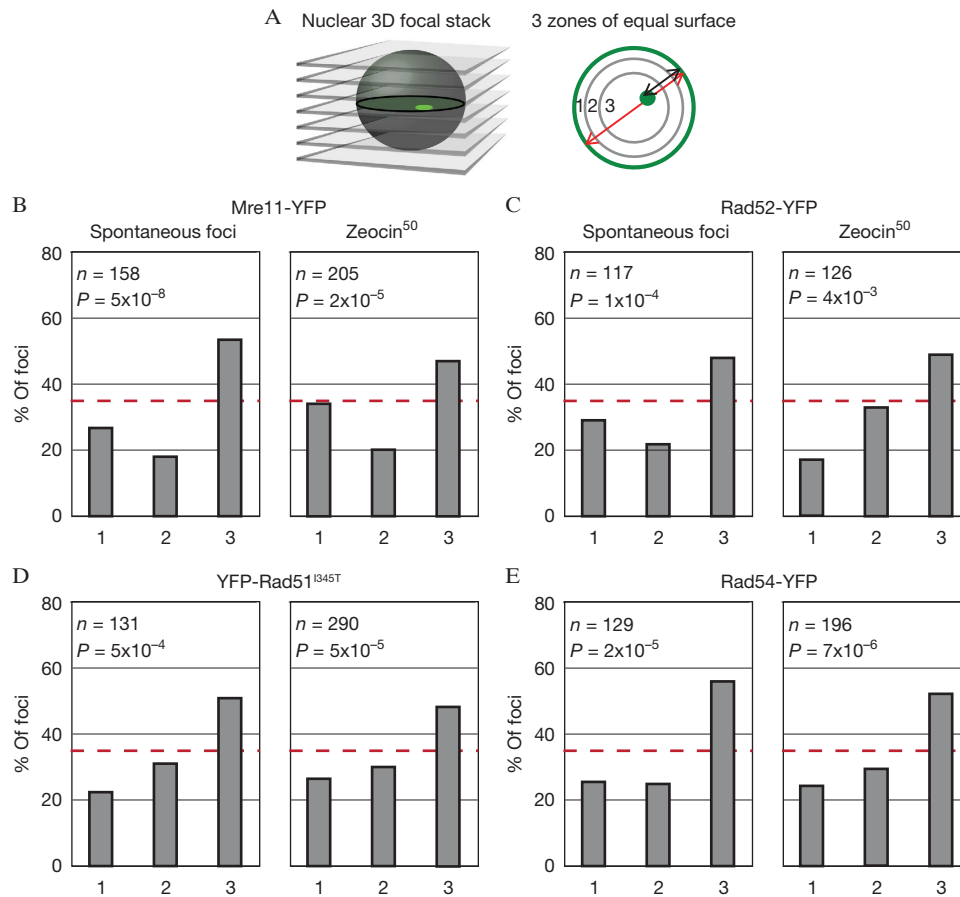 A Nuclear 3D focal stack 3 zones of equal surface
1 2 3
B Mre11-YFP
Spontaneous foci Zeocin⁵⁰
% Of foci
80
60
40
20
0
n = 158
P = 5x10⁻⁸
n = 205
P = 2x10⁻⁵
1 2 3 1 2 3
C Rad52-YFP
Spontaneous foci Zeocin⁵⁰
% Of foci
80
60
40
20
0
n = 117
P = 1x10⁻⁴
n = 126
P = 4x10⁻³
1 2 3 1 2 3
D YFP-Rad51ᴵ³⁴⁵ᵀ
% Of foci
80
60
40
20
0
n = 131
P = 5x10⁻⁴
n = 290
P = 5x10⁻⁵
1 2 3 1 2 3
E Rad54-YFP
% Of foci
80
60
40
20
0
n = 129
P = 2x10⁻⁵
n = 196
P = 7x10⁻⁶
1 2 3 1 2 3